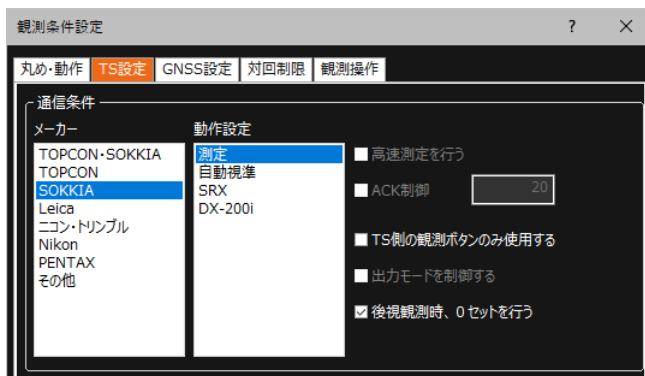 観測条件設定 ? ×
丸め・動作 TS設定 GNSS設定 対回制限 観測操作
通信条件
メーカー 動作設定
TOPCON・SOKKIA 測定 高速測定を行う
TOPCON 自動視準
SOKKIA SRX ACK制御 20
Leica DX-200i
ニコン・トリンブル
Nikon TS側の観測ボタンのみ使用する
PENTAX
その他 出力モードを制御する
後視観測時、0セットを行う